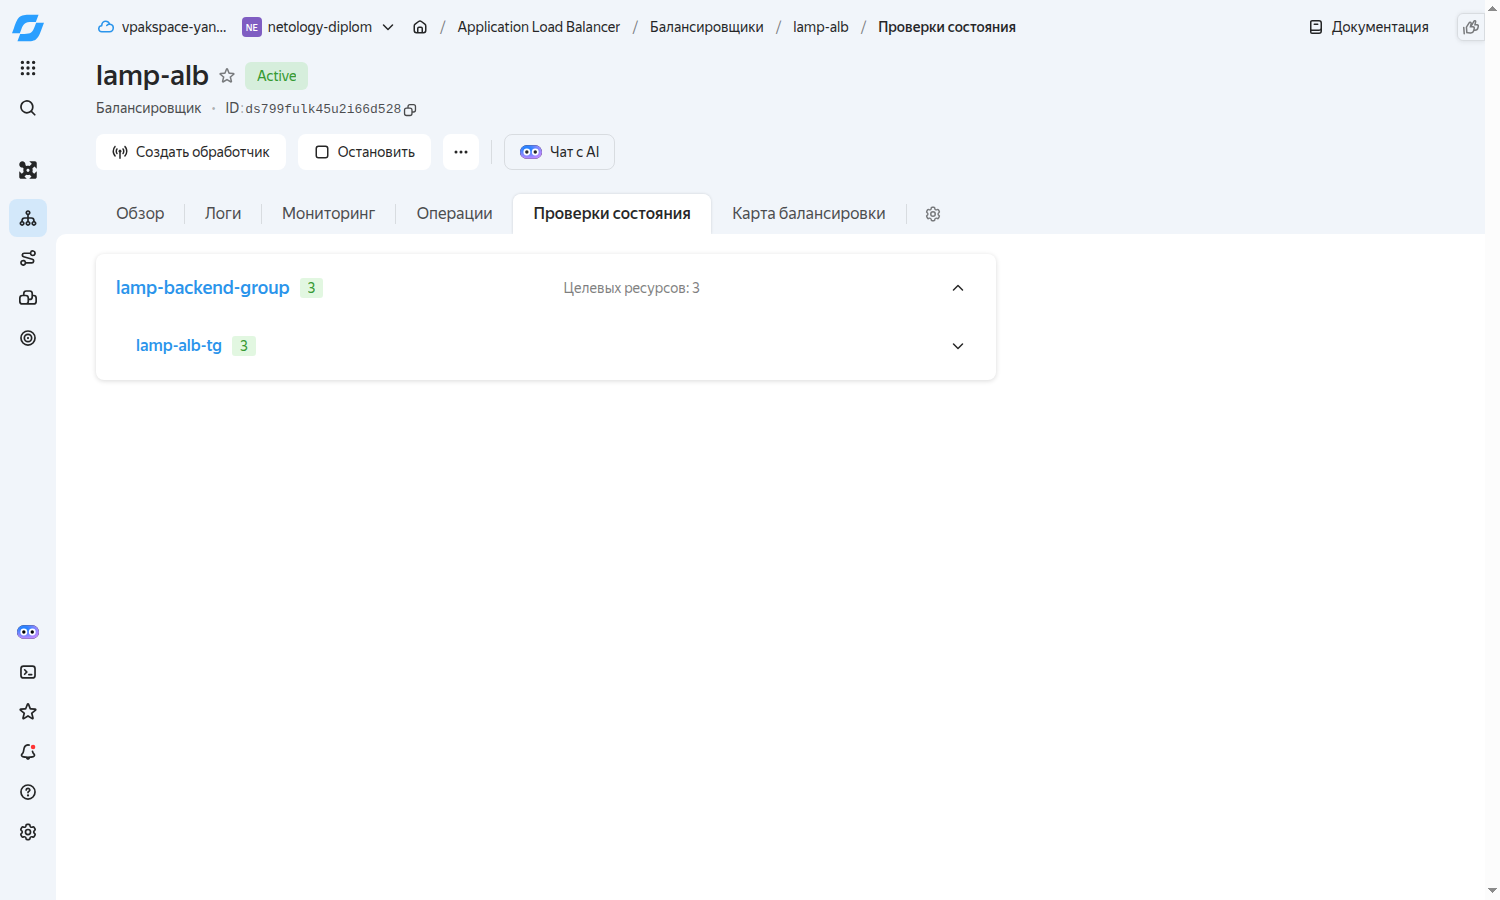 vpakspace-yan... NE netology-diplom / Application Load Balancer / Балансировщики / lamp-alb / Проверки состояния Документация
lamp-alb Active
Балансировщик · ID: ds799fulk45u2i66d528
Создать обработчик Остановить ... Чат с AI
Обзор Логи Мониторинг Операции Проверки состояния Карта балансировки
lamp-backend-group 3 Целевых ресурсов: 3
lamp-alb-tg 3